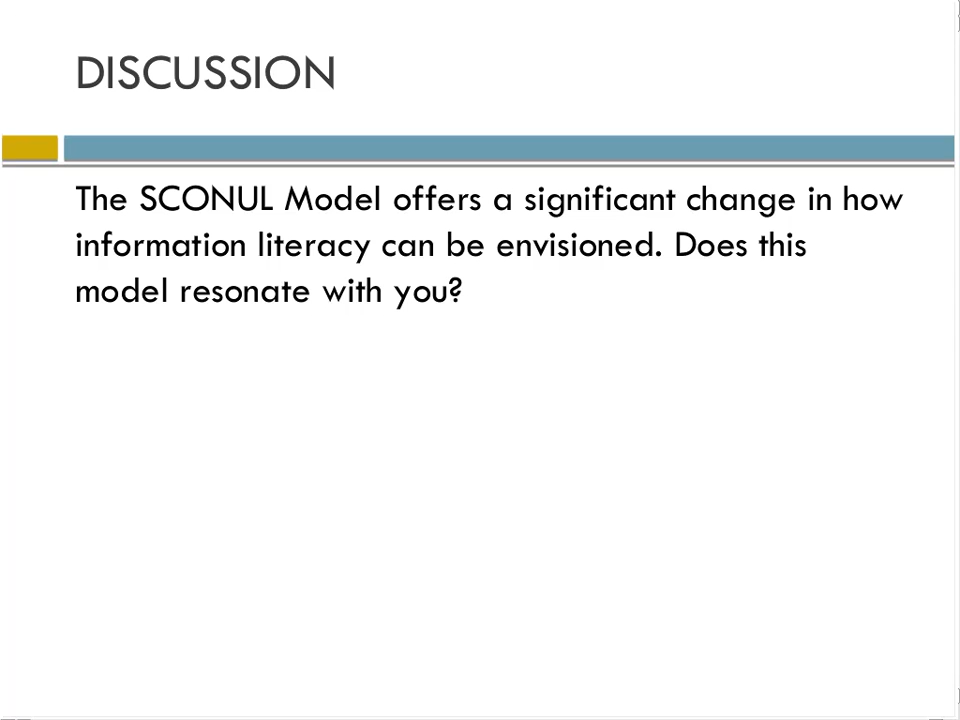 DISCUSSION
The SCONUL Model offers a significant change in how
information literacy can be envisioned. Does this
model resonate with you?